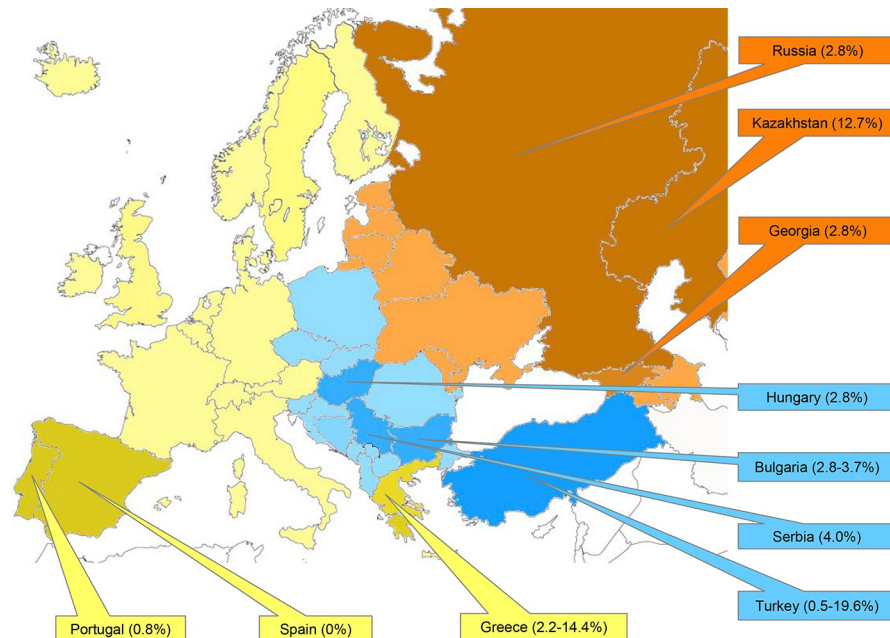 Russia (2.8%)
Kazakhstan (12.7%)
Georgia (2.8%)
Hungary (2.8%)
Bulgaria (2.8-3.7%)
Serbia (4.0%)
Turkey (0.5-19.6%)
Portugal (0.8%)
Spain (0%)
Greece (2.2-14.4%)